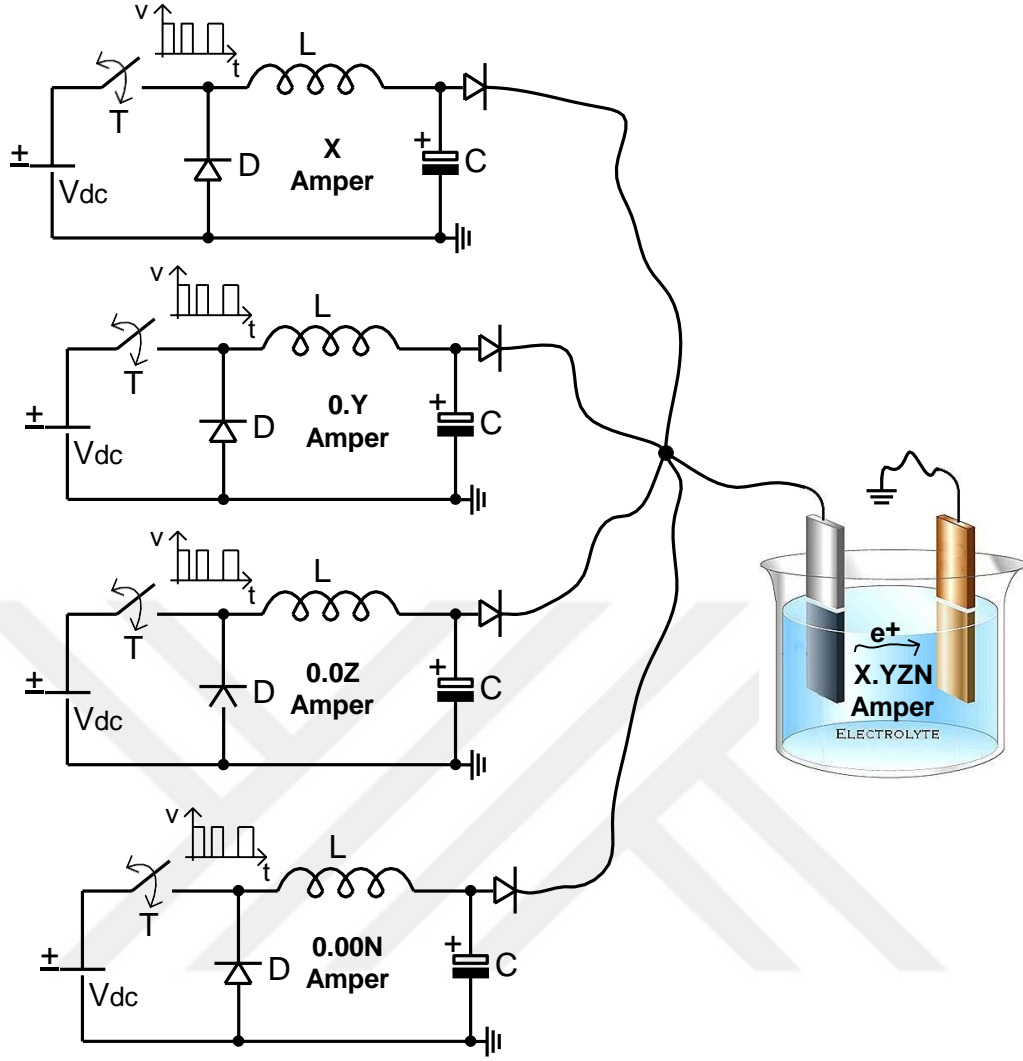 v
t
L
T
X
Amper
+
D
C
±
Vdc
v
t
L
T
0.Y
Amper
+
D
C
±
Vdc
v
t
L
T
0.0Z
Amper
+
D
C
±
Vdc
e+
X.YZN
Amper
ELECTROLYTE
v
t
L
T
0.00N
Amper
+
D
C
±
Vdc